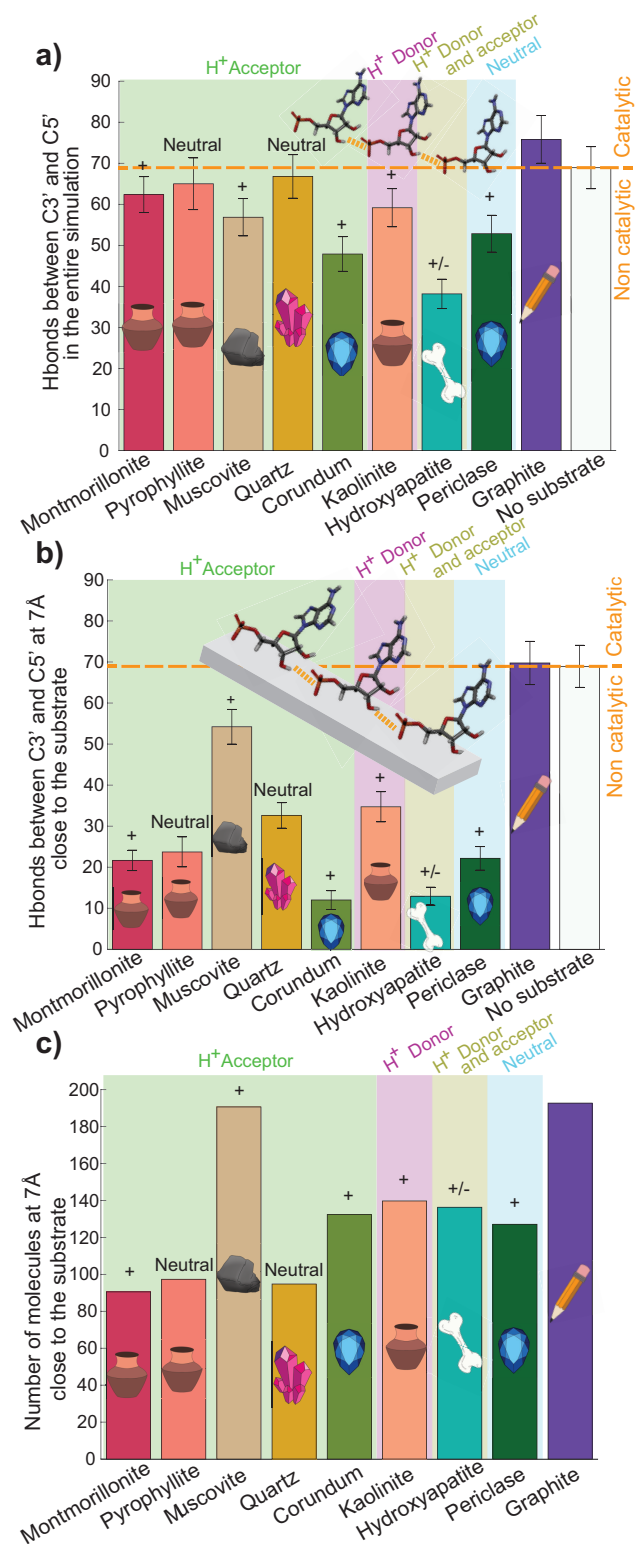 a)
H+ Acceptor
H+ Donor
H+ Donor
and acceptor
Neutral
Hbonds between C3' and C5'
in the entire simulation
90
80
70
60
50
40
30
20
10
0
+
Neutral
+
Neutral
+
+
+/-
+
Catalytic
Non catalytic
Montmorillonite
Pyrophyllite
Muscovite
Quartz
Corundum
Kaolinite
Hydroxyapatite
Periclase
Graphite
No substrate
b)
H+ Acceptor
H+ Donor
H+ Donor
and acceptor
Neutral
Hbonds between C3' and C5' at 7Å
close to the substrate
90
80
70
60
50
40
30
20
10
0
+
Neutral
+
Neutral
+
+
+/-
+
Catalytic
Non catalytic
Montmorillonite
Pyrophyllite
Muscovite
Quartz
Corundum
Kaolinite
Hydroxyapatite
Periclase
Graphite
No substrate
c)
H+ Acceptor
H+ Donor
H+ Donor
and acceptor
Neutral
Number of molecules at 7Å
close to the substrate
200
180
160
140
120
100
80
60
40
20
0
+
Neutral
+
Neutral
+
+
+/-
+
Montmorillonite
Pyrophyllite
Muscovite
Quartz
Corundum
Kaolinite
Hydroxyapatite
Periclase
Graphite